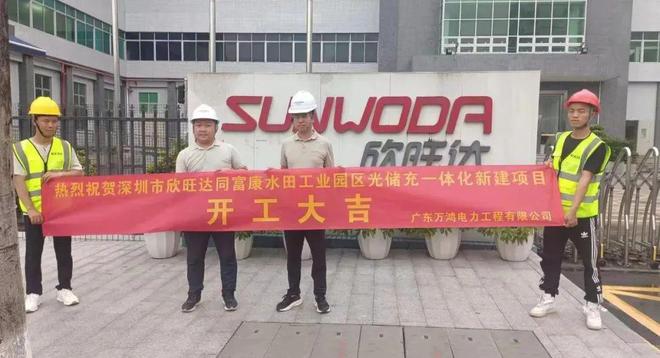 SUNWODA
欣旺达
热烈祝贺深圳市欣旺达同富康水田工业园区光储充一体化新建项目
开工大吉
广东万鸿电力工程有限公司